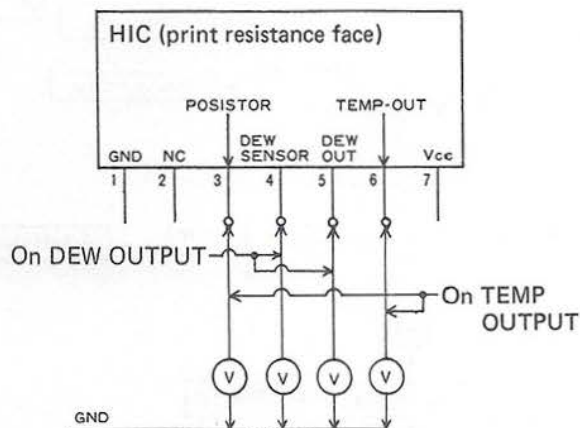 HIC (print resistance face)
POSISTOR TEMP-OUT
DEW DEW
GND NC SENSOR OUT Vcc
1 2 3 4 5 6 7
On DEW OUTPUT
On TEMP
OUTPUT
V V V V
GND